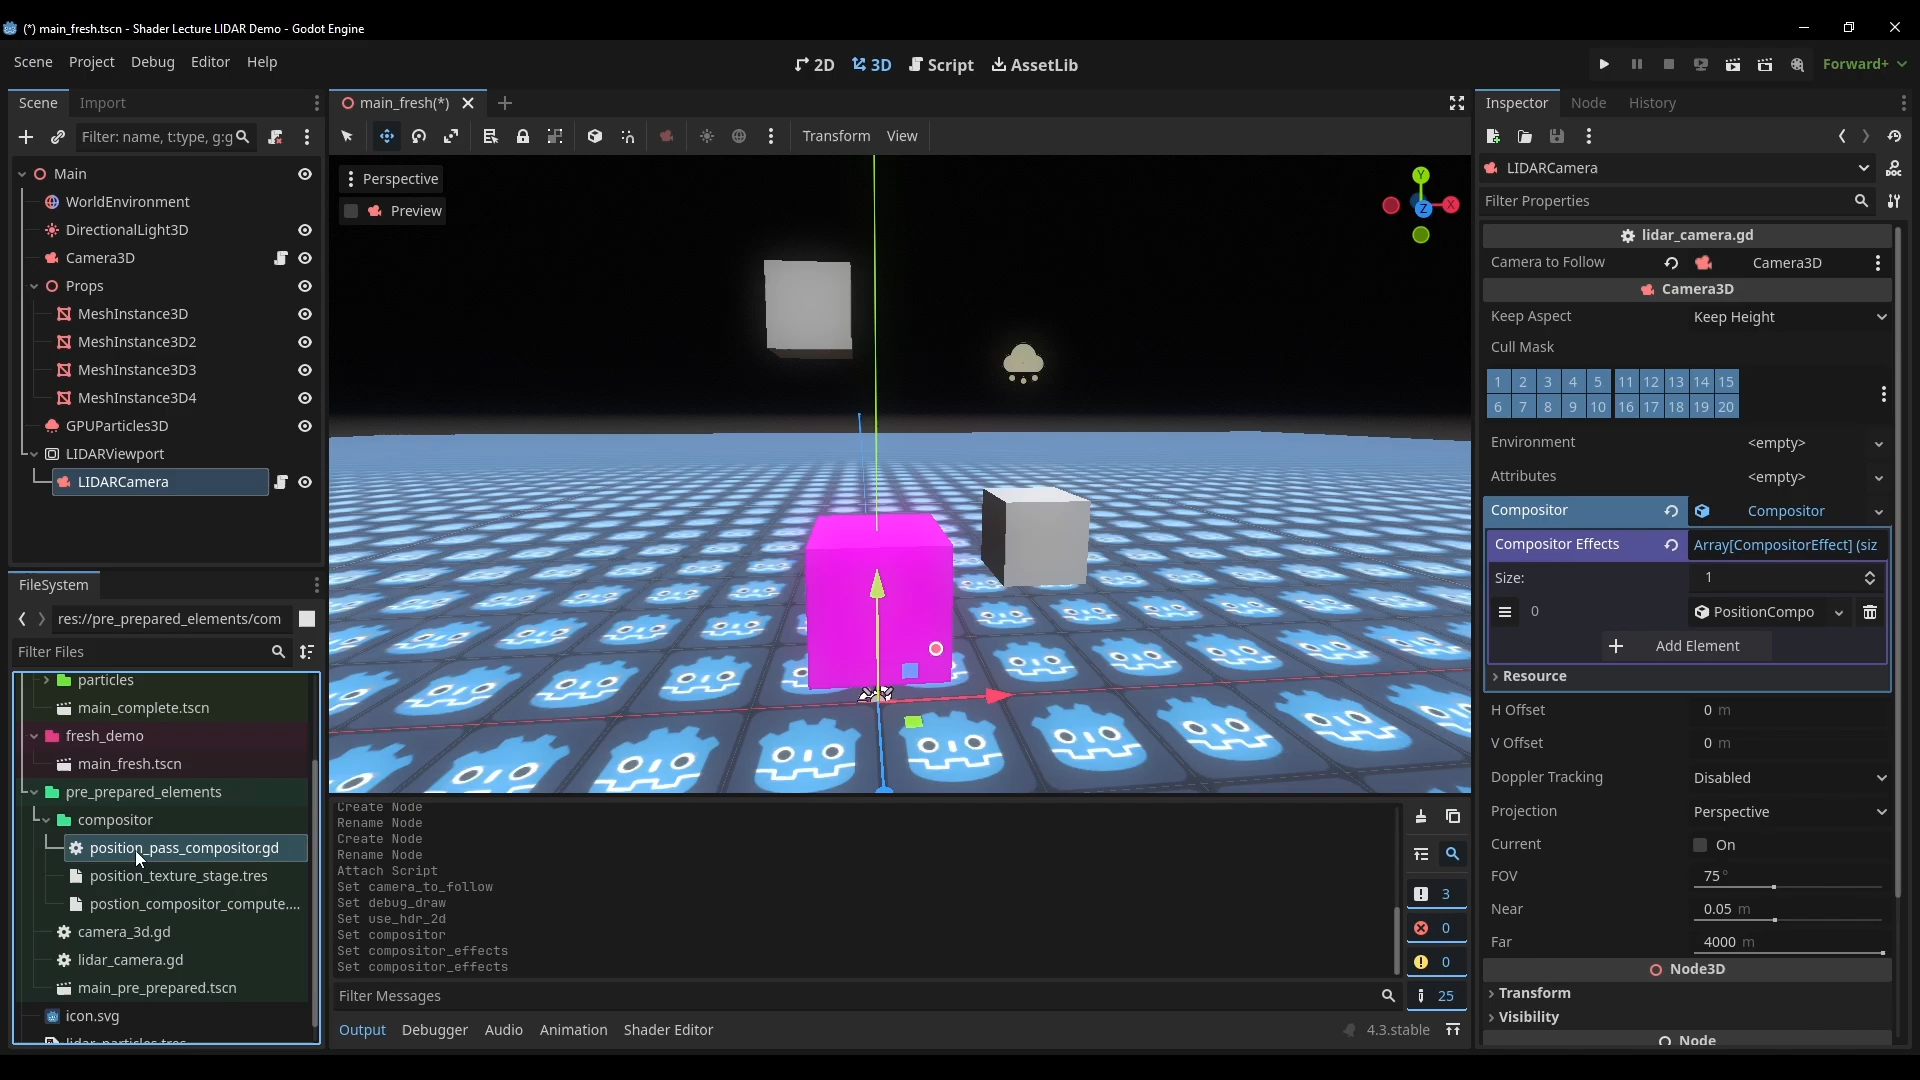 (*) main_fresh.tscn - Shader Lecture LIDAR Demo - Godot Engine
Scene Project Debug Editor Help
2D 3D Script AssetLib
Forward+
Scene Import
Filter: name, t:type, g:g
Main
WorldEnvironment
DirectionalLight3D
Camera3D
Props
MeshInstance3D
MeshInstance3D2
MeshInstance3D3
MeshInstance3D4
GPUParticles3D
LIDARViewport
LIDARCamera
FileSystem
res://pre_prepared_elements/com
Filter Files
particles
main_complete.tscn
fresh_demo
main_fresh.tscn
pre_prepared_elements
compositor
position_pass_compositor.gd
position_texture_stage.tres
postion_compositor_compute....
camera_3d.gd
lidar_camera.gd
main_pre_prepared.tscn
icon.svg
lidar_particles.tres
main_fresh(*)
Transform View
Perspective
Preview
Y
X
Z
Create Node
Rename Node
Create Node
Rename Node
Attach Script
Set camera_to_follow
Set debug_draw
Set use_hdr_2d
Set compositor
Set compositor_effects
Set compositor_effects
3
0
0
25
Filter Messages
Output Debugger Audio Animation Shader Editor
4.3.stable
Inspector Node History
LIDARCamera
Filter Properties
lidar_camera.gd
Camera to Follow Camera3D
Camera3D
Keep Aspect Keep Height
Cull Mask
1 2 3 4 5 11 12 13 14 15
6 7 8 9 10 16 17 18 19 20
Environment <empty>
Attributes <empty>
Compositor Compositor
Compositor Effects Array[CompositorEffect] (siz
Size: 1
0 PositionCompo
Add Element
Resource
H Offset 0 m
V Offset 0 m
Doppler Tracking Disabled
Projection Perspective
Current On
FOV 75 °
Near 0.05 m
Far 4000 m
Node3D
Transform
Visibility
Node